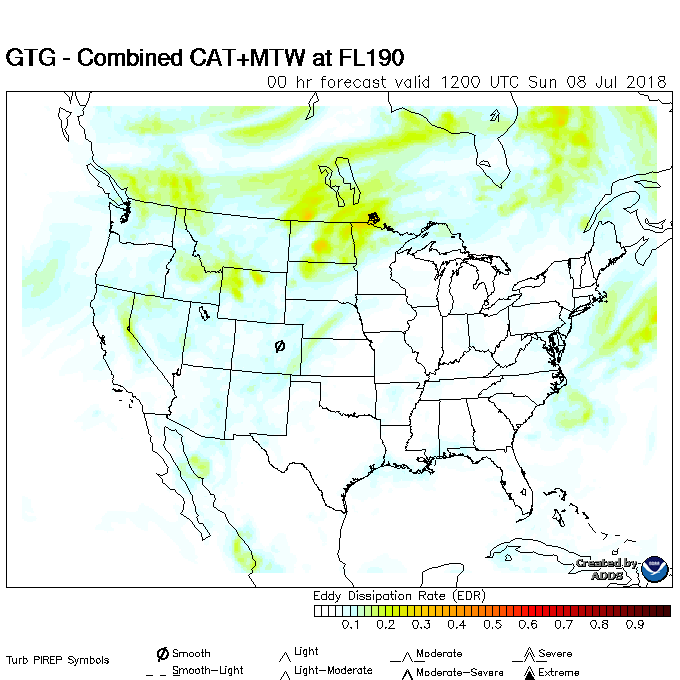 GTG - Combined CAT+MTW at FL190
00 hr forecast valid 1200 UTC Sun 08 Jul 2018
Created by
ADDS
Eddy Dissipation Rate (EDR)
0.1 0.2 0.3 0.4 0.5 0.6 0.7 0.8 0.9
Turb PIREP Symbols
Smooth Light Moderate Severe
Smooth-Light Light-Moderate Moderate-Severe Extreme